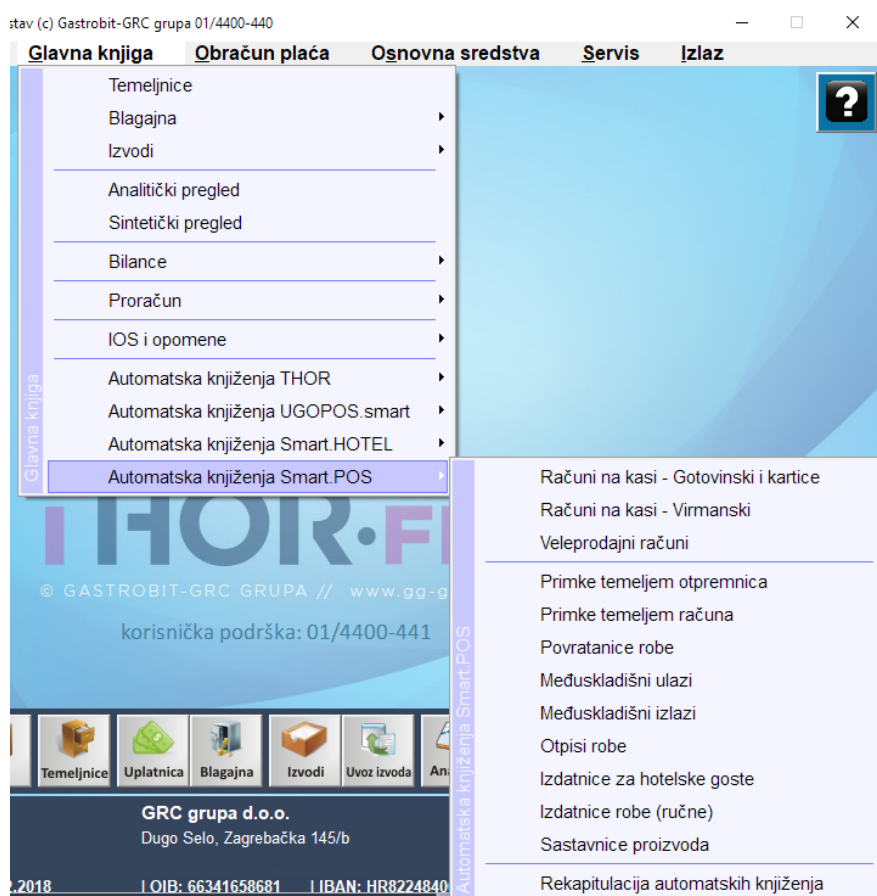 stav (c) Gastrobit-GRC grupa 01/4400-440
Glavna knjiga Obračun plaća Osnovna sredstva Servis Izlaz
Temeljnice
Blagajna
Izvodi
Analitički pregled
Sintetički pregled
Bilance
Proračun
IOS i opomene
Automatska knjiženja THOR
Automatska knjiženja UGOPOS.smart
Automatska knjiženja Smart.HOTEL
Automatska knjiženja Smart.POS
Glavna knjiga
Računi na kasi - Gotovinski i kartice
Računi na kasi - Virmanski
Veleprodajni računi
Primke temeljem otpremnica
Primke temeljem računa
Povratanice robe
Međuskladišni ulazi
Međuskladišni izlazi
Otpisi robe
Izdatnice za hotelske goste
Izdatnice robe (ručne)
Sastavnice proizvoda
Rekapitulacija automatskih knjiženja
Automatska knjiženja Smart.POS
© GASTROBIT-GRC GRUPA // www.gg-g
korisnička podrška: 01/4400-441
Temeljnice Uplatnica Blagajna Izvodi Uvoz izvoda An
GRC grupa d.o.o.
Dugo Selo, Zagrebačka 145/b
.2018 | OIB: 66341658681 | IBAN: HR8224840